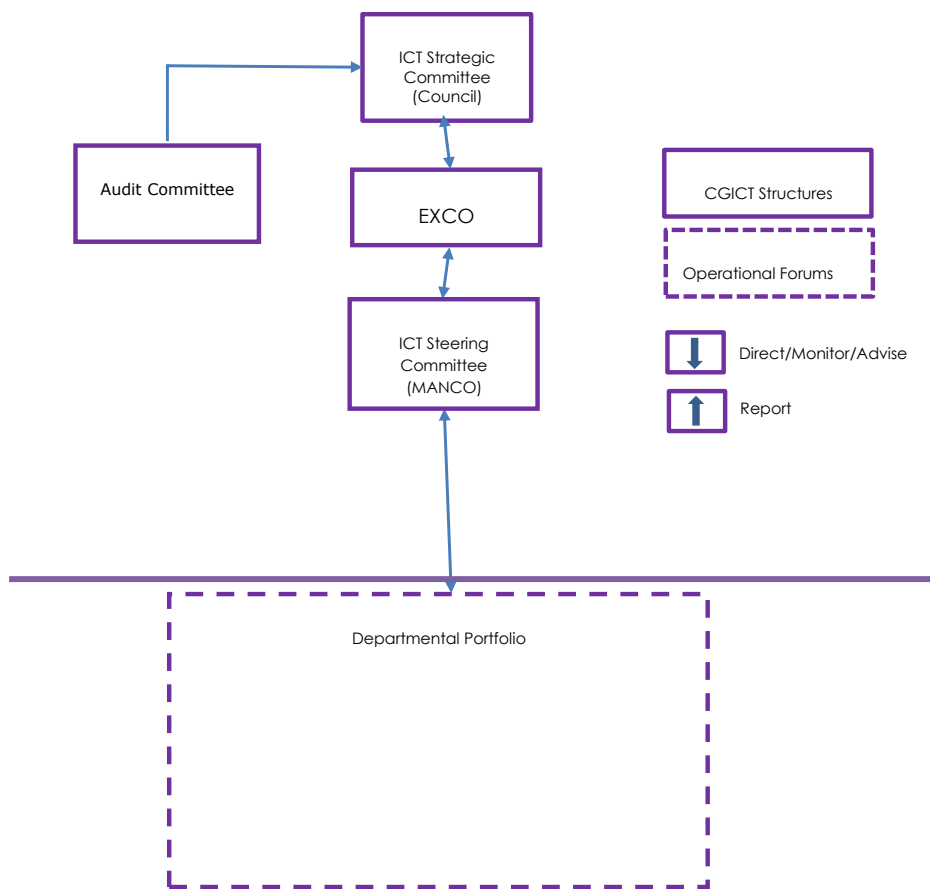 ICT Strategic
Committee
(Council)
Audit Committee
EXCO
ICT Steering
Committee
(MANCO)
CGICT Structures
Operational Forums
Direct/Monitor/Advise
Report
Departmental Portfolio